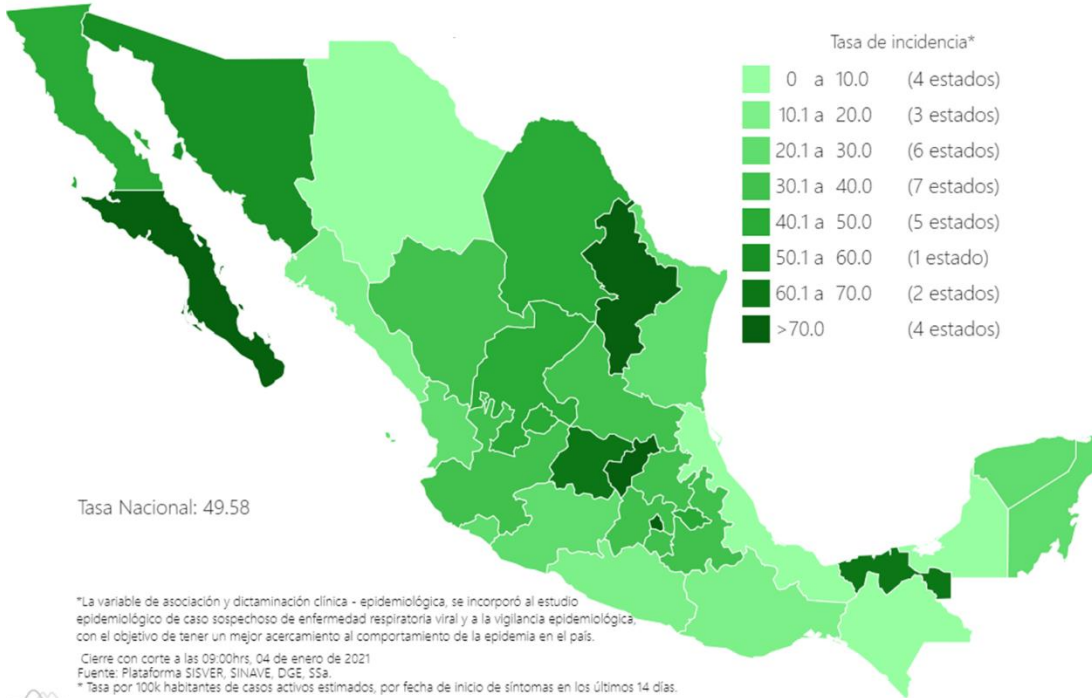 Tasa de incidencia*
0 a 10.0 (4 estados)
10.1 a 20.0 (3 estados)
20.1 a 30.0 (6 estados)
30.1 a 40.0 (7 estados)
40.1 a 50.0 (5 estados)
50.1 a 60.0 (1 estado)
60.1 a 70.0 (2 estados)
>70.0 (4 estados)
Tasa Nacional: 49.58
*La variable de asociación y dictaminación clínica - epidemiológica, se incorporó al estudio
epidemiológico de caso sospechoso de enfermedad respiratoria viral y a la vigilancia epidemiológica,
con el objetivo de tener un mejor acercamiento al comportamiento de la epidemia en el país.
Cierre con corte a las 09:00hrs, 04 de enero de 2021
Fuente: Plataforma SISVER, SINAVE, DGE, SSa.
* Tasa por 100k habitantes de casos activos estimados, por fecha de inicio de síntomas en los últimos 14 días.